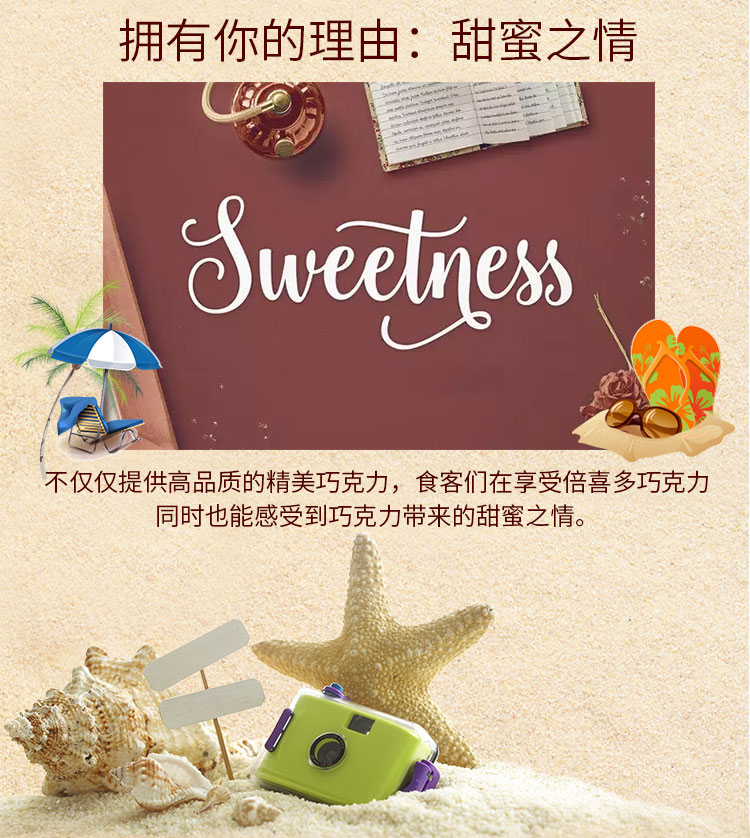 拥有你的理由：甜蜜之情
Sweetness
不仅仅提供高品质的精美巧克力，食客们在享受倍喜多巧克力
同时也能感受到巧克力带来的甜蜜之情。